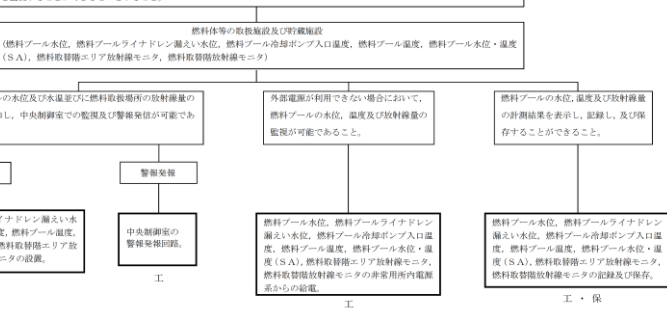 燃料体等の取扱施設及び貯蔵施設
(燃料プール水位，燃料プールライナドレン漏えい水位，燃料プール冷却ポンプ入口温度，燃料プール温度，燃料プール水位・温度
(ＳＡ)，燃料取替階エリア放射線モニタ，燃料取替階放射線モニタ)
の水位及び水温並びに燃料取扱場所の放射線量の
し，中央制御室での監視及び警報発信が可能であ
外部電源が利用できない場合において，
燃料プールの水位，温度及び放射線量の
監視が可能であること。
燃料プールの水位，温度及び放射線量
の計測結果を表示し，記録し，及び保
存することができること。
警報発報
イナドレン漏えい水
度，燃料プール温度，
燃料取替階エリア放
ニタの設置。
中央制御室の
警報発報回路。
工
燃料プール水位，燃料プールライナドレン
漏えい水位，燃料プール冷却ポンプ入口温
度，燃料プール温度，燃料プール水位・温
度(ＳＡ)，燃料取替階エリア放射線モニタ，
燃料取替階放射線モニタの非常用所内電源
系からの給電。
工
燃料プール水位，燃料プールライナドレン
漏えい水位，燃料プール冷却ポンプ入口温
度，燃料プール温度，燃料プール水位・温
度(ＳＡ)，燃料取替階エリア放射線モニタ，
燃料取替階放射線モニタの記録及び保存。
工・保